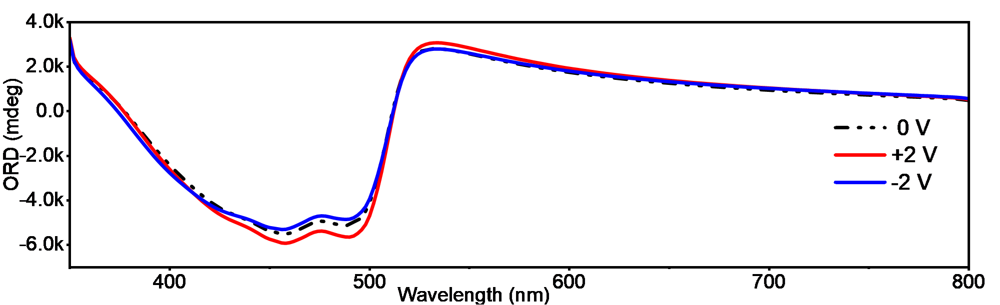 4.0k
2.0k
0.0
-2.0k
-4.0k
-6.0k
ORD (mdeg)
0 V
+2 V
-2 V
400 500 600 700 800
Wavelength (nm)